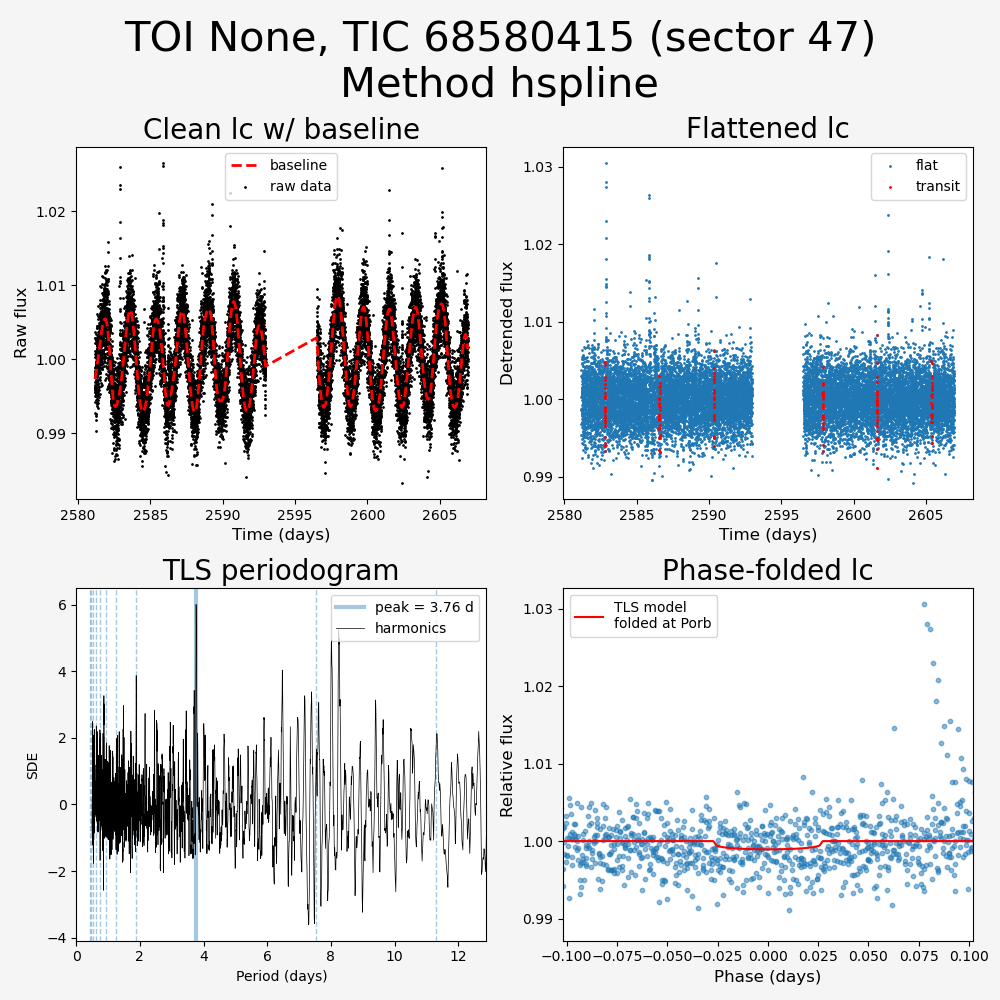 TOI None, TIC 68580415 (sector 47)
Method hspline
Clean lc w/ baseline
baseline
raw data
Raw flux
1.02
1.01
1.00
0.99
2580
2585
2590
2595
2600
2605
Time (days)
Flattened lc
flat
transit
Detrended flux
1.03
1.02
1.01
1.00
0.99
2580
2585
2590
2595
2600
2605
Time (days)
TLS periodogram
peak = 3.76 d
harmonics
SDE
6
4
2
0
−2
−4
0
2
4
6
8
10
12
Period (days)
Phase-folded lc
TLS model
folded at Porb
Relative flux
1.03
1.02
1.01
1.00
0.99
−0.100
−0.075
−0.050
−0.025
0.000
0.025
0.050
0.075
0.100
Phase (days)